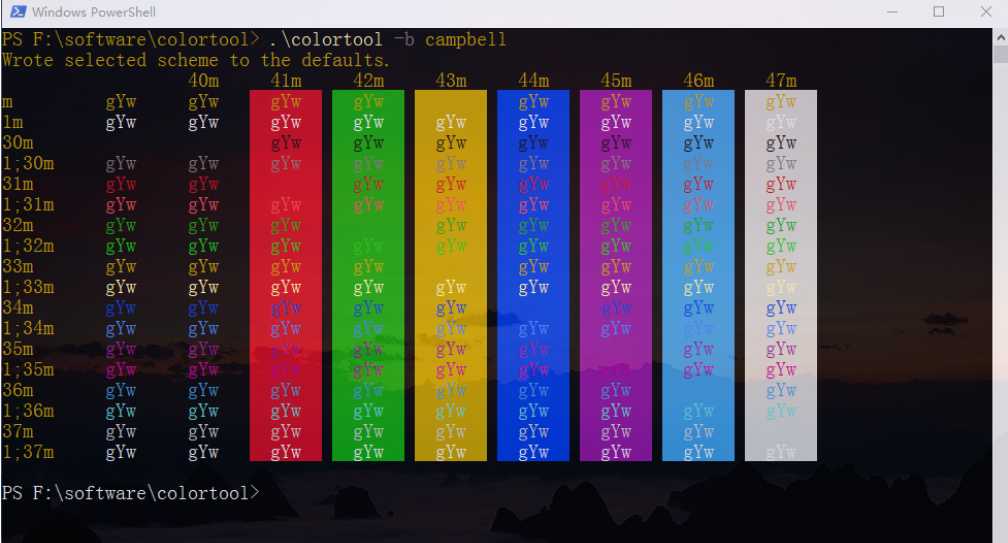 Windows PowerShell
PS F:\software\colortool> .\colortool -b campbell
Wrote selected scheme to the defaults.
40m 41m 42m 43m 44m 45m 46m 47m
m gYw gYw gYw gYw gYw gYw gYw gYw
1m gYw gYw gYw gYw gYw gYw gYw gYw gYw
30m gYw gYw gYw gYw gYw gYw gYw
1;30m gYw gYw gYw gYw gYw gYw gYw gYw gYw
31m gYw gYw gYw gYw gYw gYw gYw gYw
1;31m gYw gYw gYw gYw gYw gYw gYw gYw gYw
32m gYw gYw gYw gYw gYw gYw gYw gYw
1;32m gYw gYw gYw gYw gYw gYw gYw gYw gYw
33m gYw gYw gYw gYw gYw gYw gYw gYw
1;33m gYw gYw gYw gYw gYw gYw gYw gYw gYw
34m gYw gYw gYw gYw gYw gYw gYw gYw
1;34m gYw gYw gYw gYw gYw gYw gYw gYw gYw
35m gYw gYw gYw gYw gYw gYw gYw gYw
1;35m gYw gYw gYw gYw gYw gYw gYw gYw gYw
36m gYw gYw gYw gYw gYw gYw gYw gYw
1;36m gYw gYw gYw gYw gYw gYw gYw gYw gYw
37m gYw gYw gYw gYw gYw gYw gYw gYw
1;37m gYw gYw gYw gYw gYw gYw gYw gYw gYw
PS F:\software\colortool>